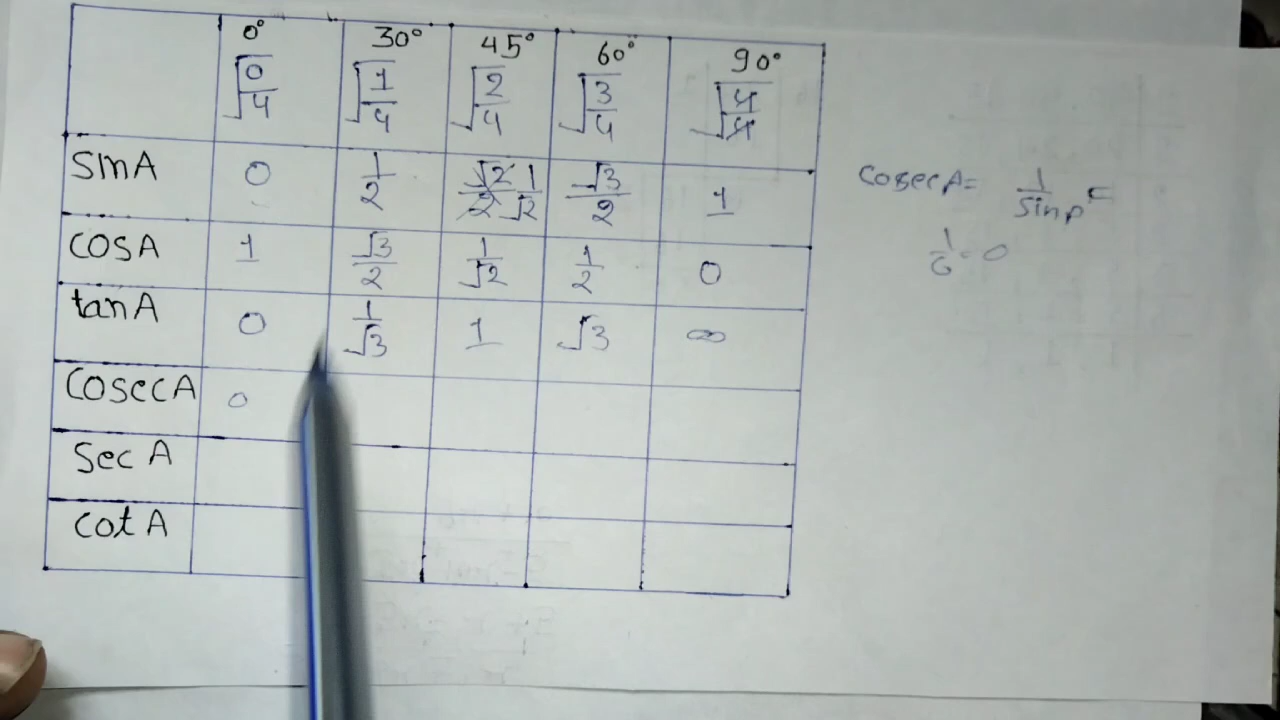 0° 30° 45° 60° 90°
√0/4 √1/4 √2/4 √3/4 √4/4
sinA 0 1/2 √2/2 1/√2 √3/2 1
cosA 1 √3/2 1/√2 1/2 0
tanA 0 1/√3 1 √3 ∞
CosecA 0
Sec A
Cot A
CosecA= 1/SinA =
1/0 = 0